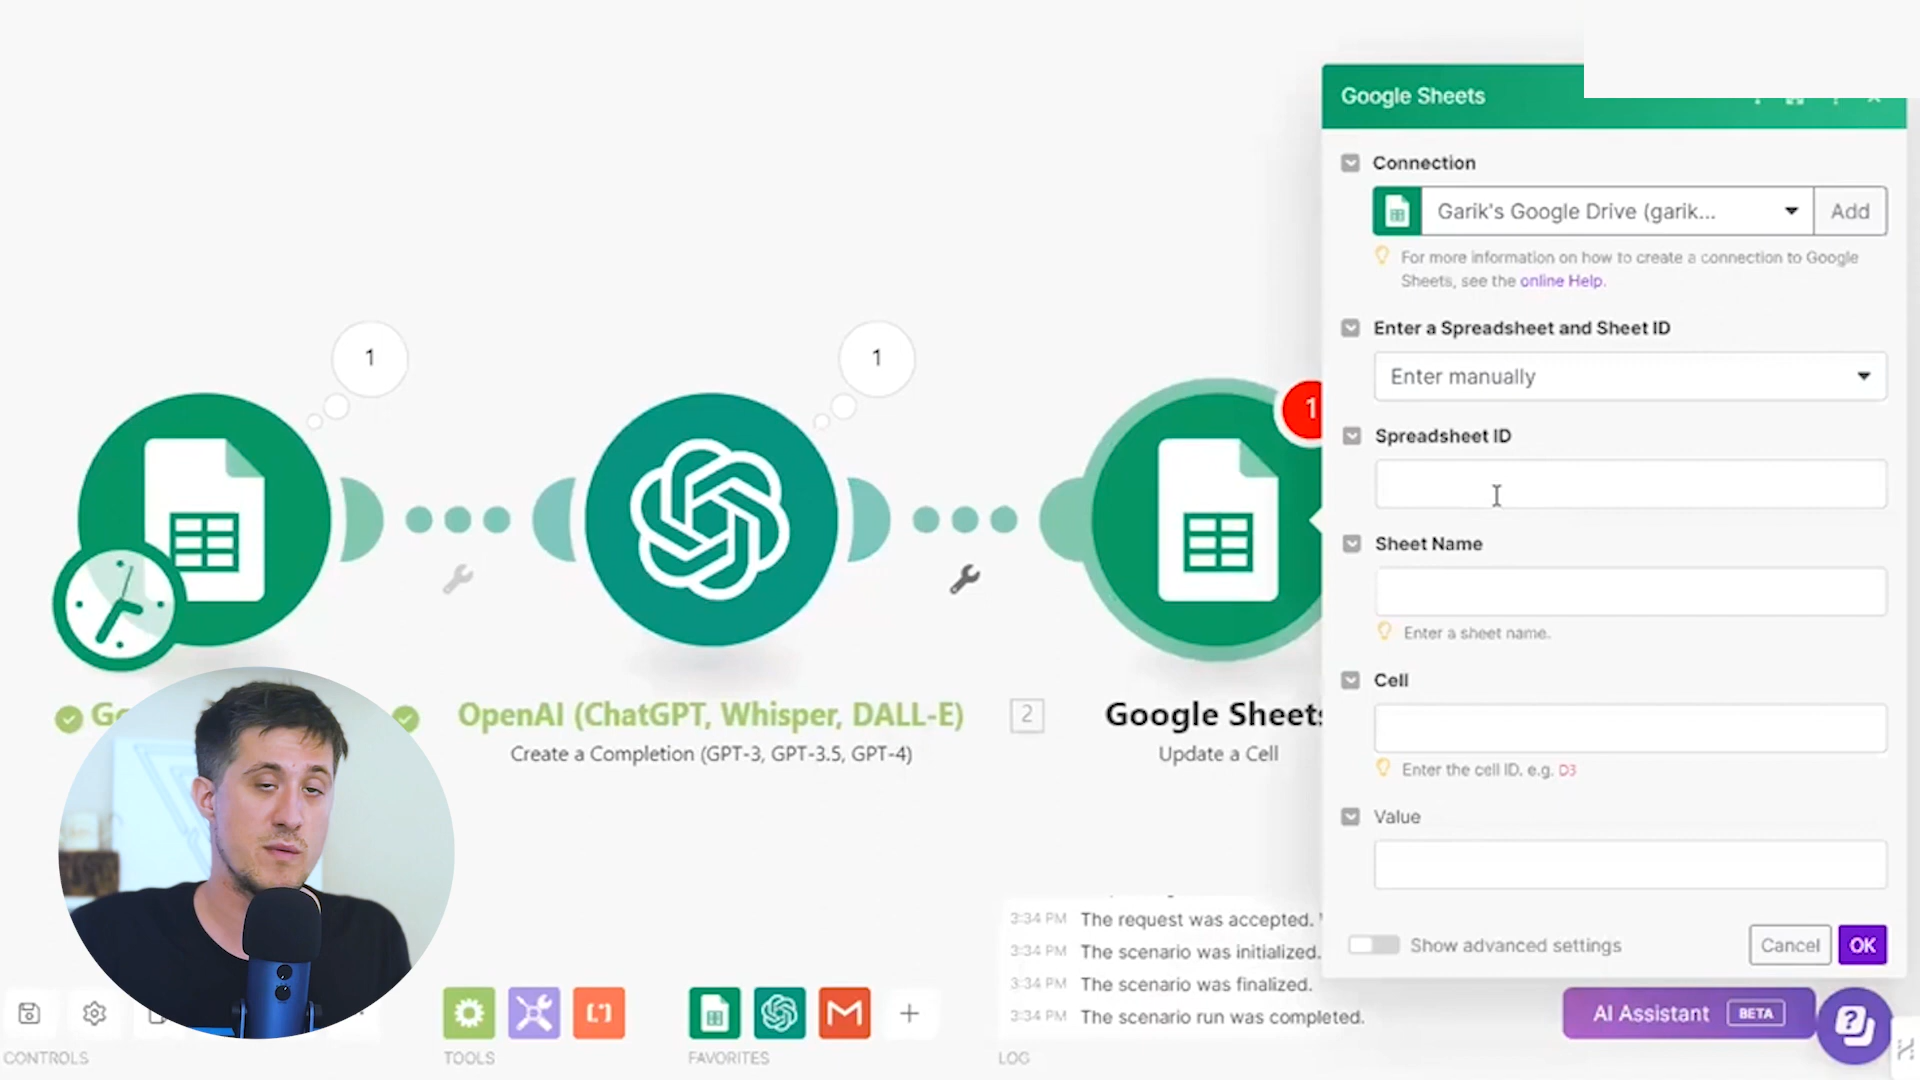 Google Sheets
Connection
Garik's Google Drive (garik...
Add
For more information on how to create a connection to Google
Sheets, see the online Help.
Enter a Spreadsheet and Sheet ID
Enter manually
Spreadsheet ID
Sheet Name
Enter a sheet name.
Cell
Enter the cell ID. e.g. D3
Value
Show advanced settings
Cancel
OK
1
1
1
OpenAI (ChatGPT, Whisper, DALL-E)
Create a Completion (GPT-3, GPT-3.5, GPT-4)
2
Google Sheets
Update a Cell
3:34 PM The request was accepted.
3:34 PM The scenario was initialized.
3:34 PM The scenario was finalized.
3:34 PM The scenario run was completed.
AI Assistant BETA
CONTROLS
TOOLS
FAVORITES
LOG